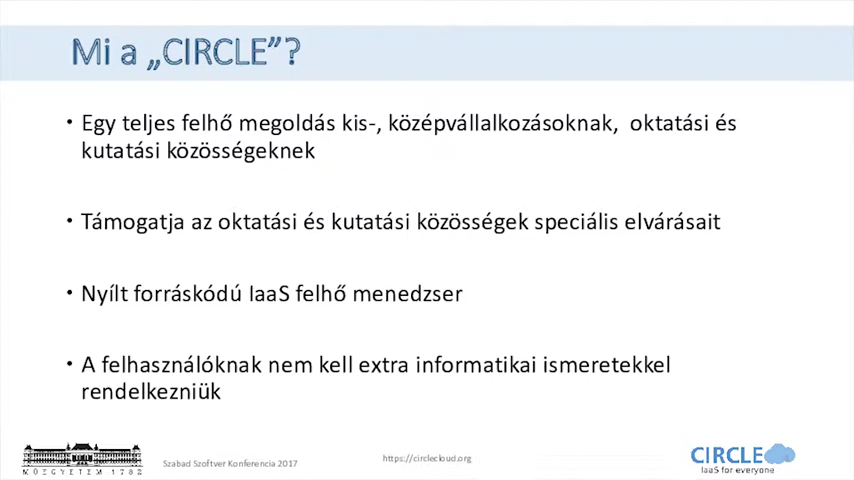 Mi a „CIRCLE”?
• Egy teljes felhő megoldás kis-, középvállalkozásoknak, oktatási és
kutatási közösségeknek
• Támogatja az oktatási és kutatási közösségek speciális elvárásait
• Nyílt forráskódú IaaS felhő menedzser
• A felhasználóknak nem kell extra informatikai ismeretekkel
rendelkezniük
MŰEGYETEM 1782
Szabad Szoftver Konferencia 2017
https://circlecloud.org
CIRCLE
IaaS for everyone